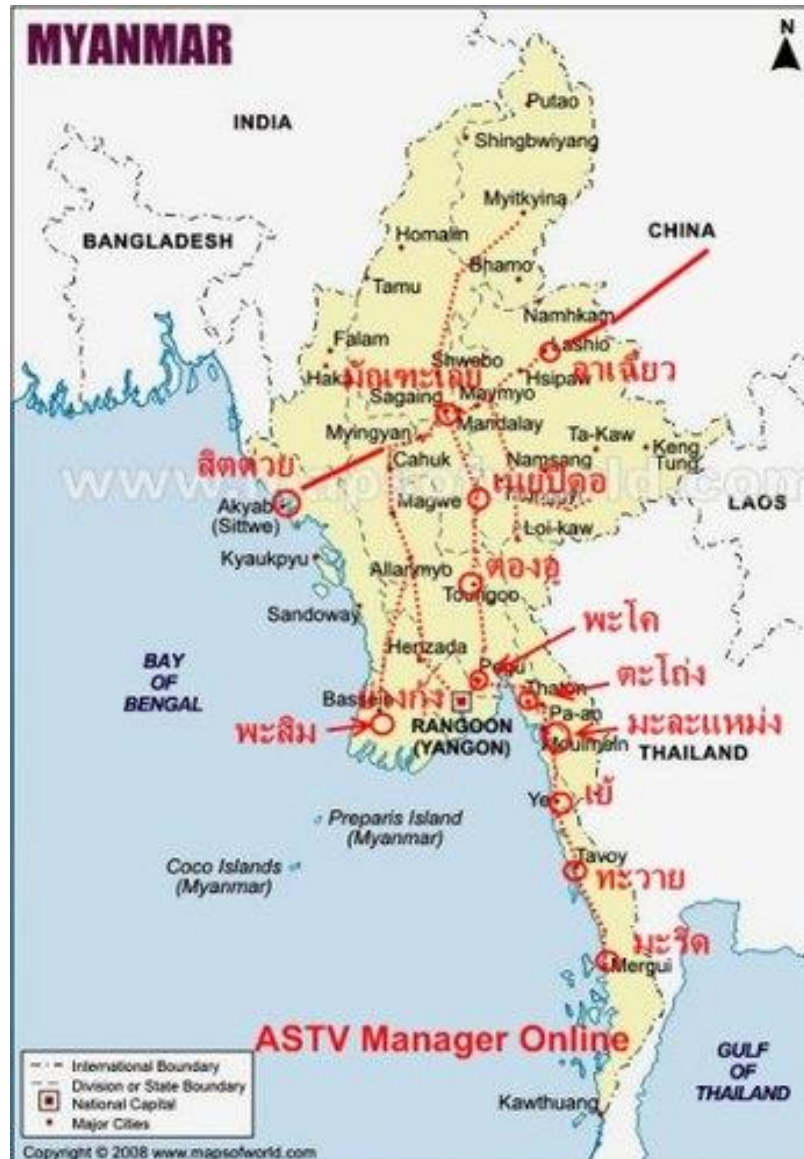 MYANMAR
N
Putao
INDIA
Shingbwiyang
Myitkyina
BANGLADESH
CHINA
Homalin
Bhamo
Tamu
Namhkam
Falam
Lashio
Shwebo
ลาเฉี้ยว
Hak
มัณฑะเลย์
Hsipaw
Sagaing
Maymyo
Mandalay
Myingyan
Ta-Kaw
Keng
Tung
สิตต่วย
Cahuk
Namsang
เนย์ปีดอ
Akyab
(Sittwe)
Magwe
LAOS
Loi-kaw
Kyaukpyu
Allanmyo
ตองอู
Toungoo
Sandoway
พะโค
Henzada
Pegu
BAY
OF
BENGAL
Thaton
ตะโถ่ง
Pa-an
พะสิม
RANGOON
(YANGON)
มะละแหม่ง
Moulmein
THAILAND
Ye
เย้
Preparis Island
(Myanmar)
Coco Islands
(Myanmar)
Tavoy
ทะวาย
มะริด
Mergui
ASTV Manager Online
GULF
OF
THAILAND
International Boundary
Division or State Boundary
National Capital
Major Cities
Kawthuang
Copyright © 2008 www.mapsofworld.com